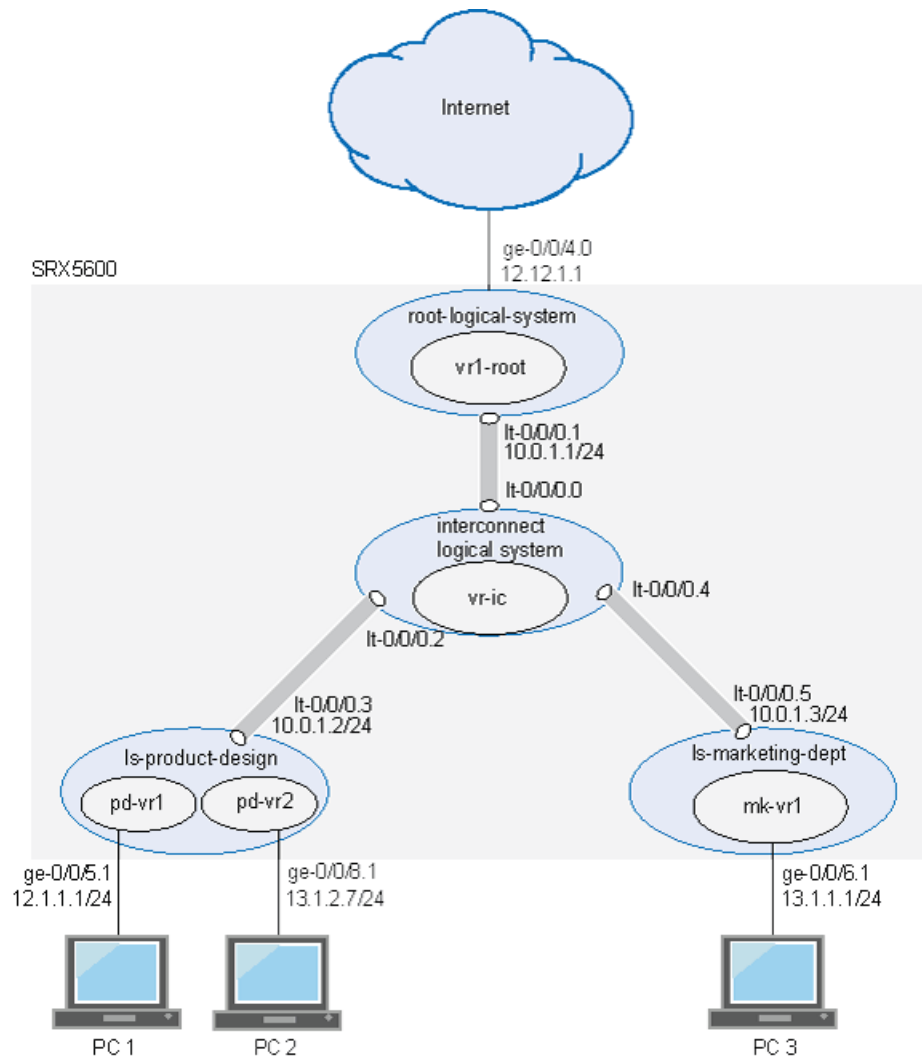 Internet
ge-0/0/4.0
12.12.1.1
SRX5600
root-logical-system
vr1-root
lt-0/0/0.1
10.0.1.1/24
lt-0/0/0.0
interconnect
logical system
vr-ic
lt-0/0/0.4
lt-0/0/0.2
lt-0/0/0.3
10.0.1.2/24
lt-0/0/0.5
10.0.1.3/24
ls-product-design
pd-vr1
pd-vr2
ls-marketing-dept
mk-vr1
ge-0/0/5.1
12.1.1.1/24
ge-0/0/8.1
13.1.2.7/24
ge-0/0/6.1
13.1.1.1/24
PC 1
PC 2
PC 3